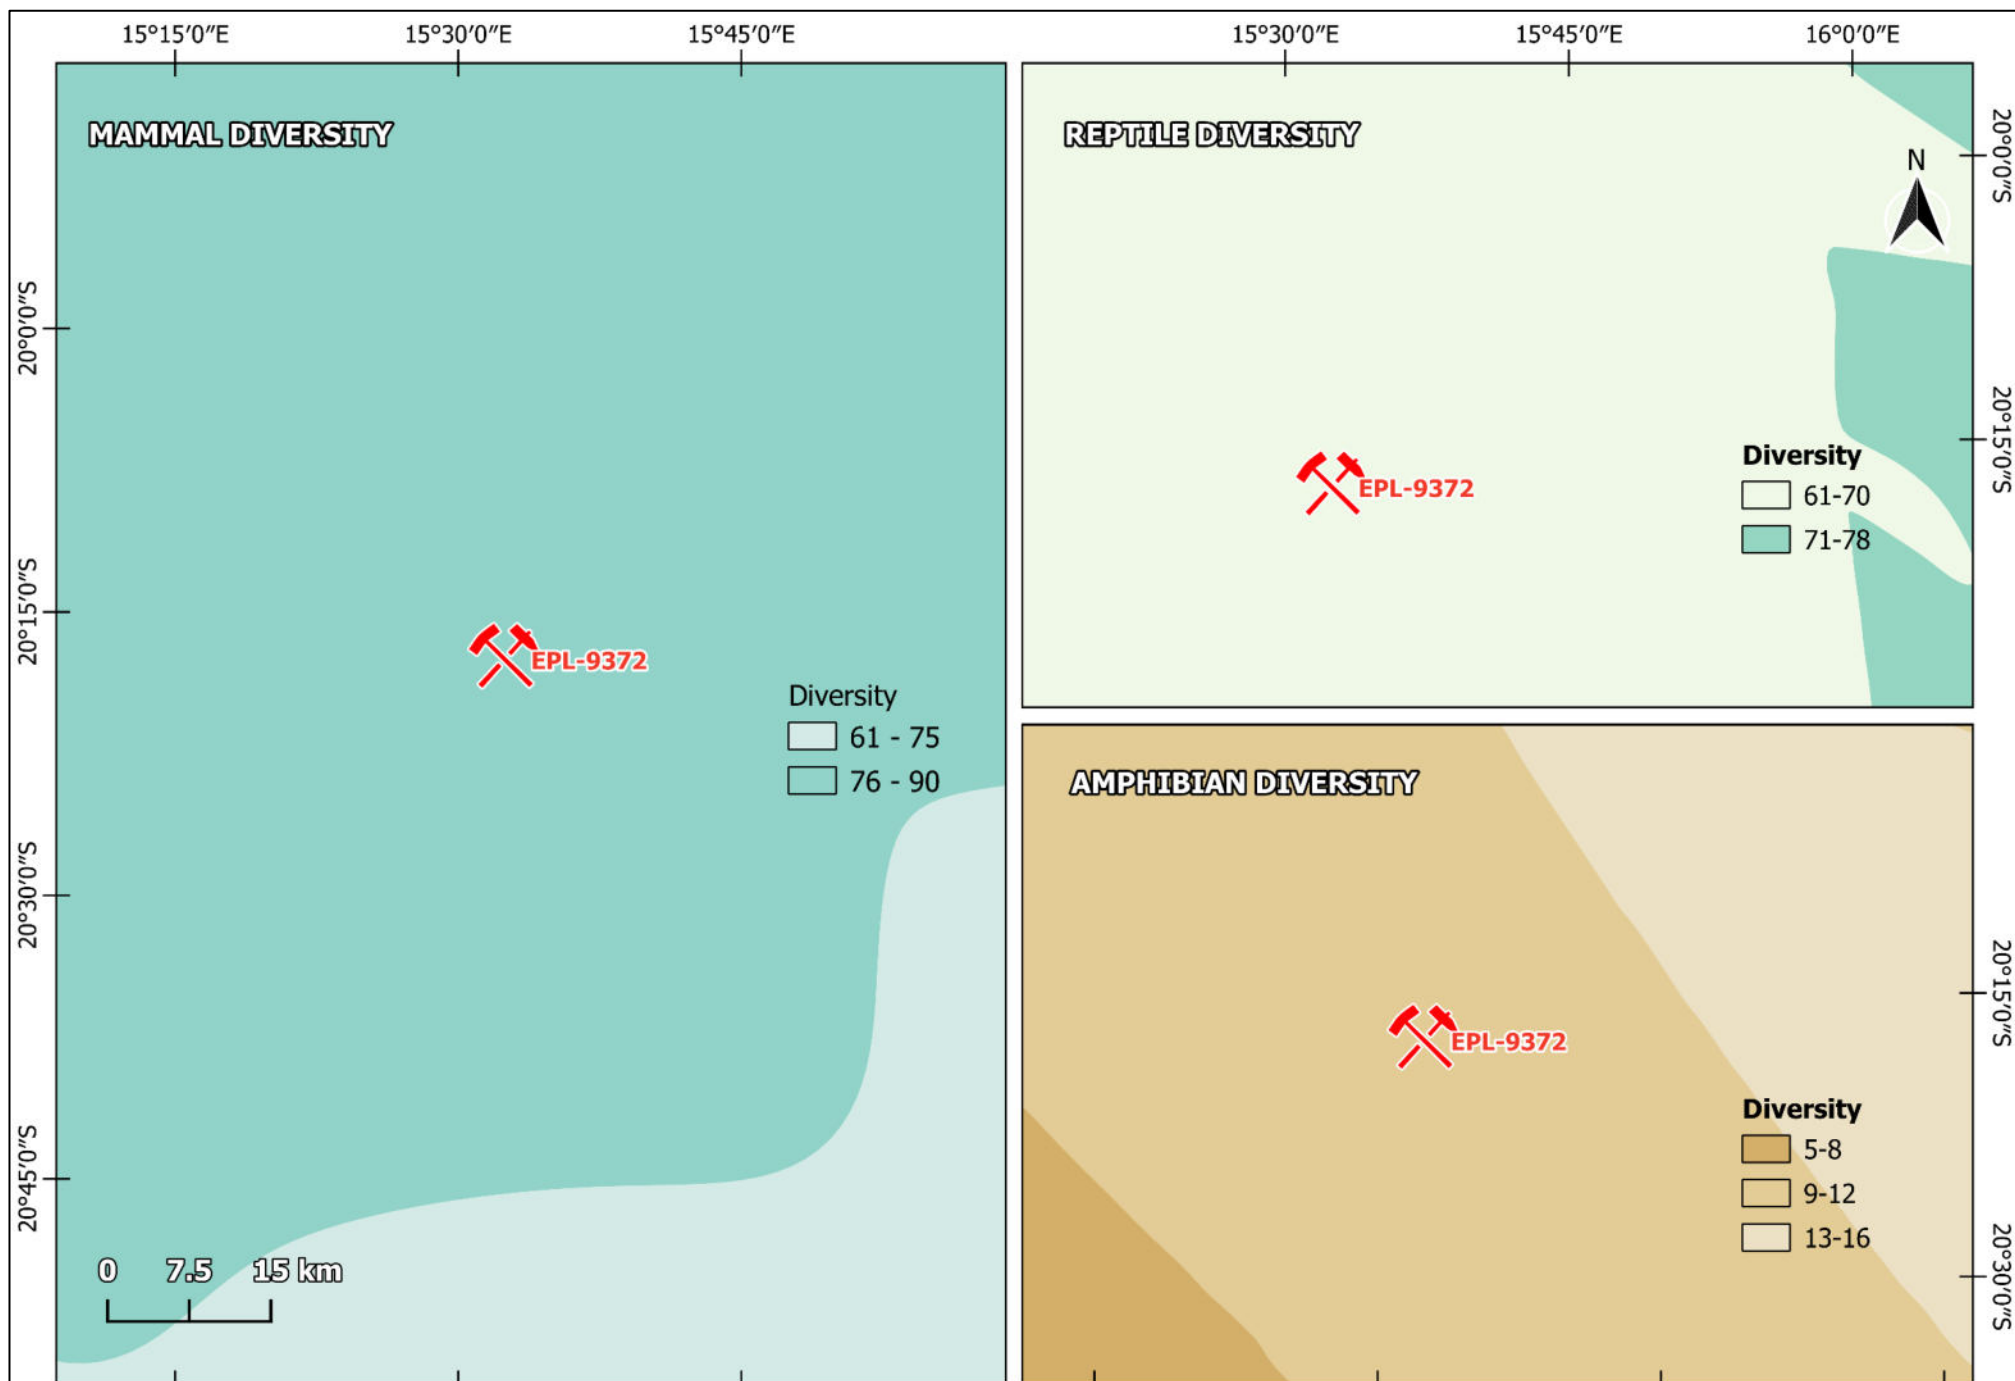 15°15′0″E 15°30′0″E 15°45′0″E
15°30′0″E 15°45′0″E 16°0′0″E
MAMMAL DIVERSITY
20°0′0″S
20°15′0″S
20°30′0″S
20°45′0″S
EPL-9372
Diversity
61 - 75
76 - 90
0 7.5 15 km
REPTILE DIVERSITY
N
20°0′0″S
20°15′0″S
EPL-9372
Diversity
61-70
71-78
AMPHIBIAN DIVERSITY
20°15′0″S
20°30′0″S
EPL-9372
Diversity
5-8
9-12
13-16